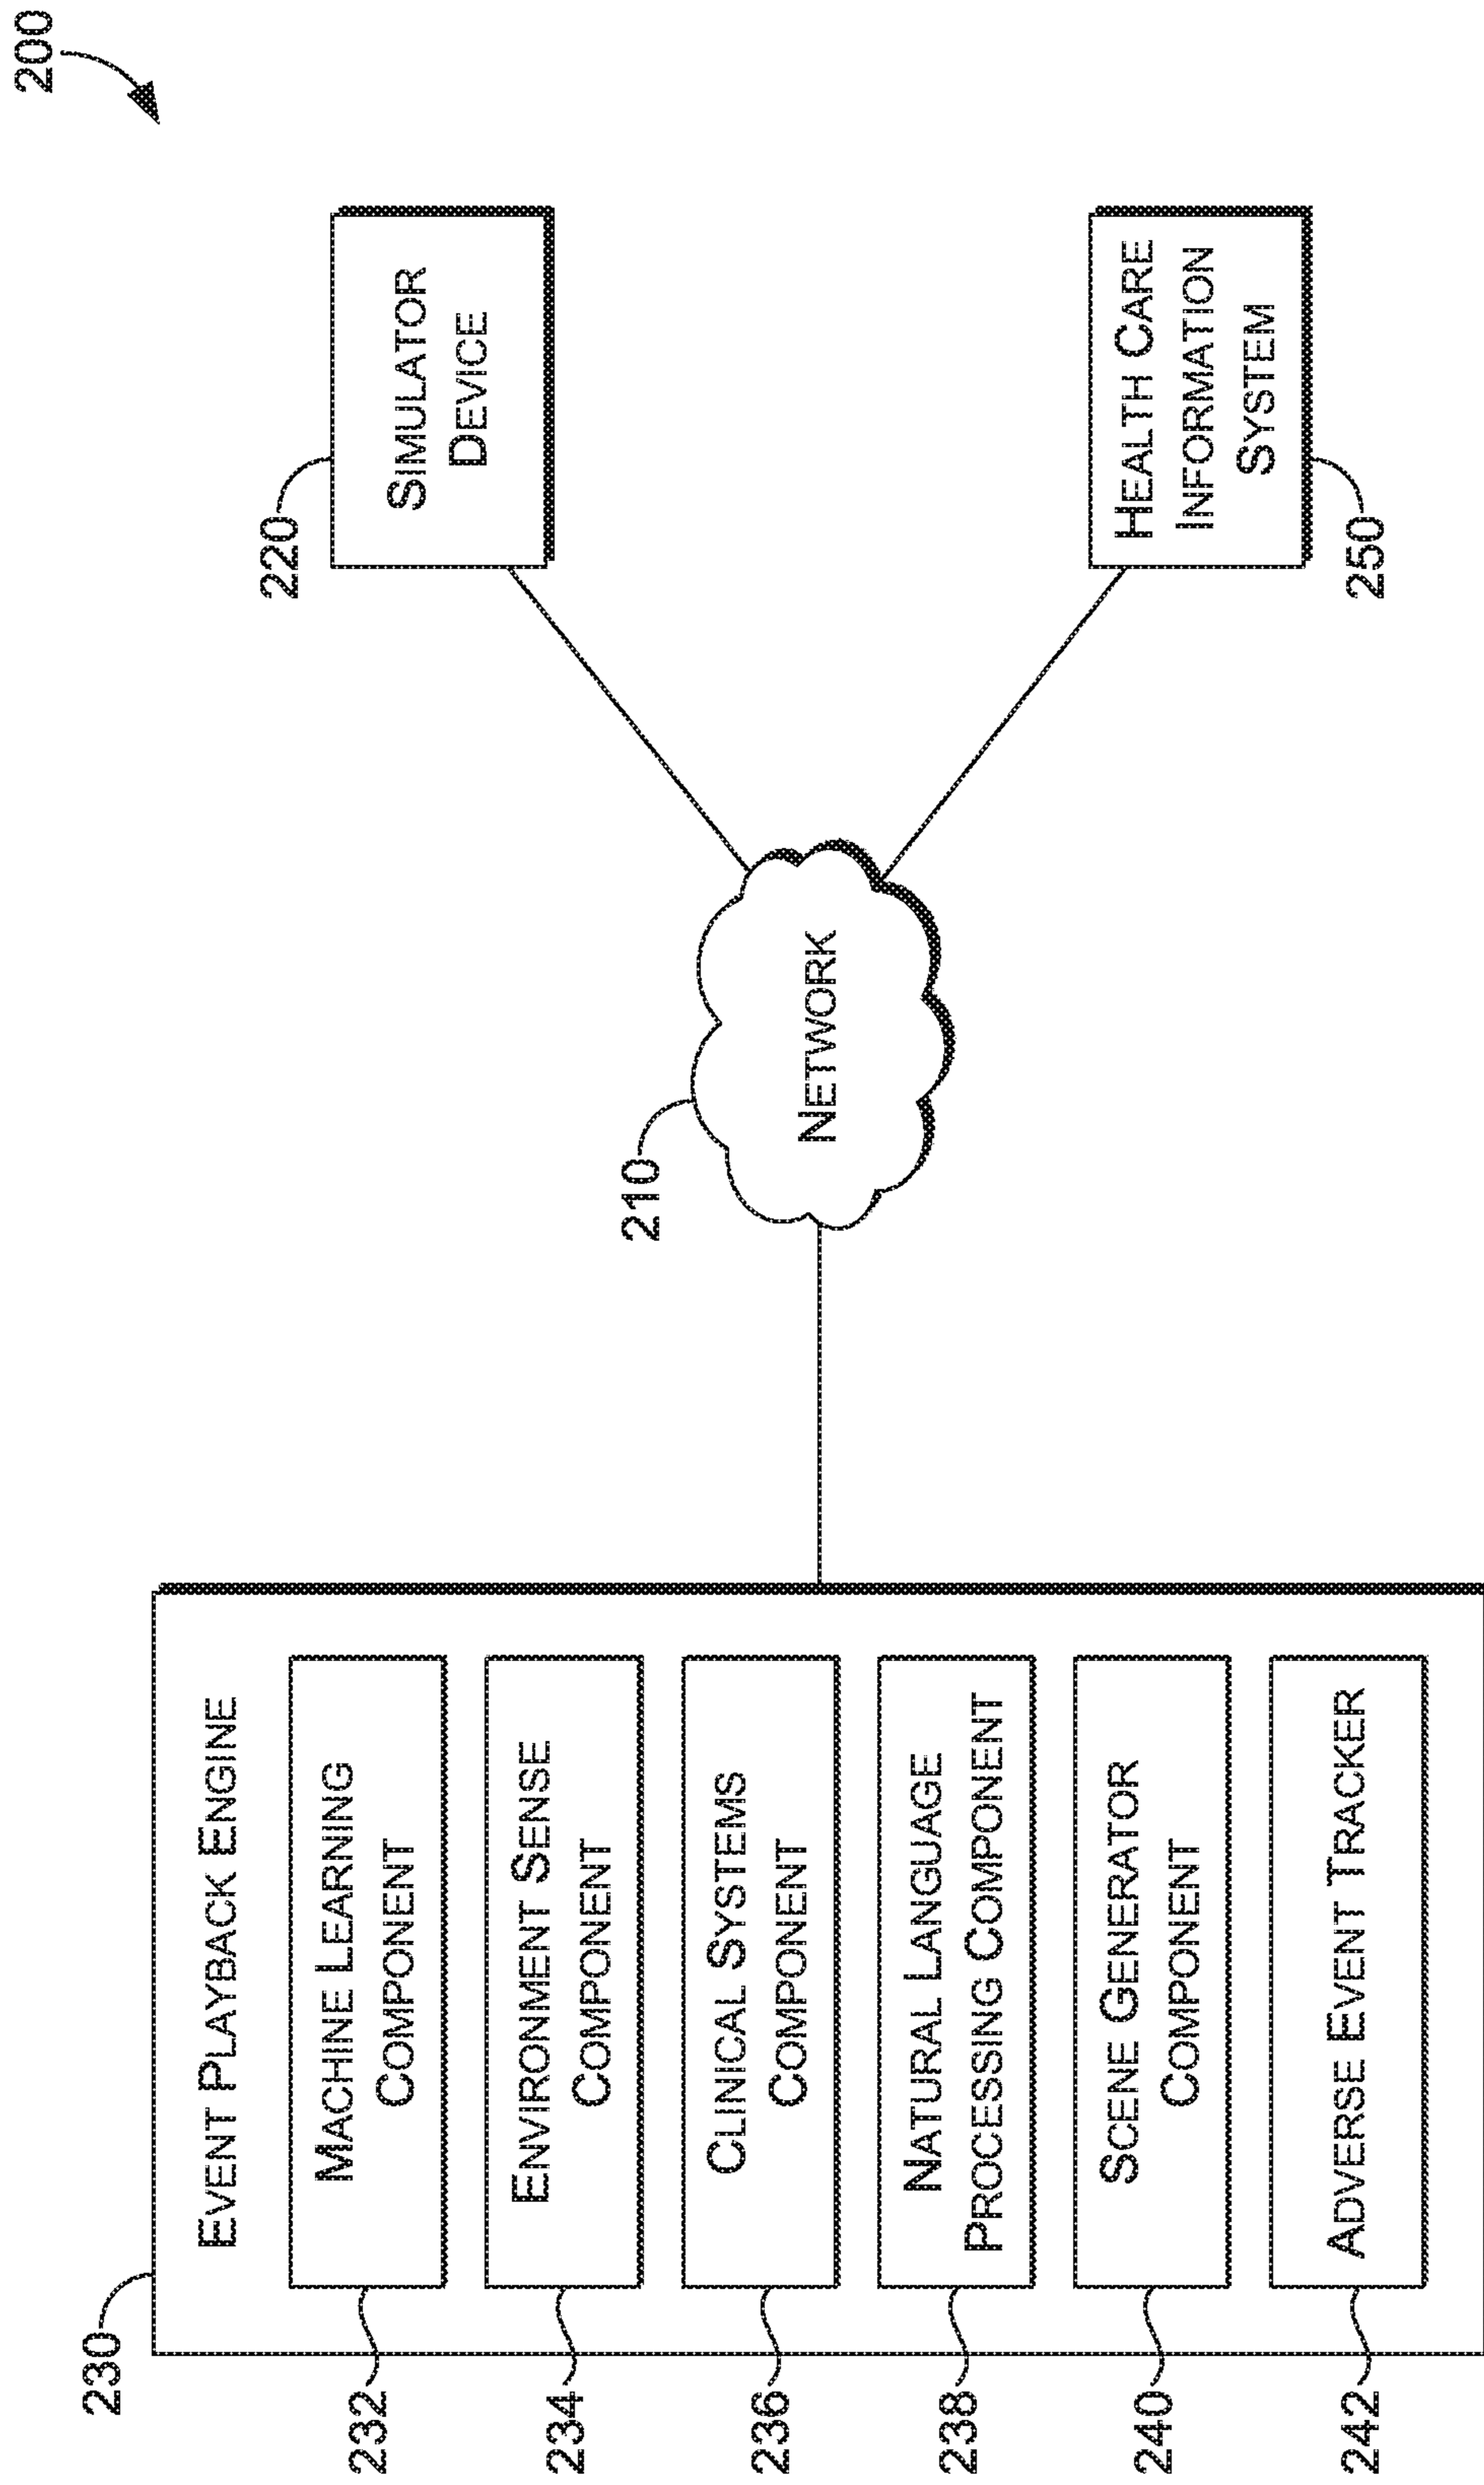 200
230
EVENT PLAYBACK ENGINE
232
MACHINE LEARNING
COMPONENT
234
ENVIRONMENT SENSE
COMPONENT
236
CLINICAL SYSTEMS
COMPONENT
238
NATURAL LANGUAGE
PROCESSING COMPONENT
240
SCENE GENERATOR
COMPONENT
242
ADVERSE EVENT TRACKER
210
NETWORK
220
SIMULATOR
DEVICE
HEALTH CARE
INFORMATION
SYSTEM
250